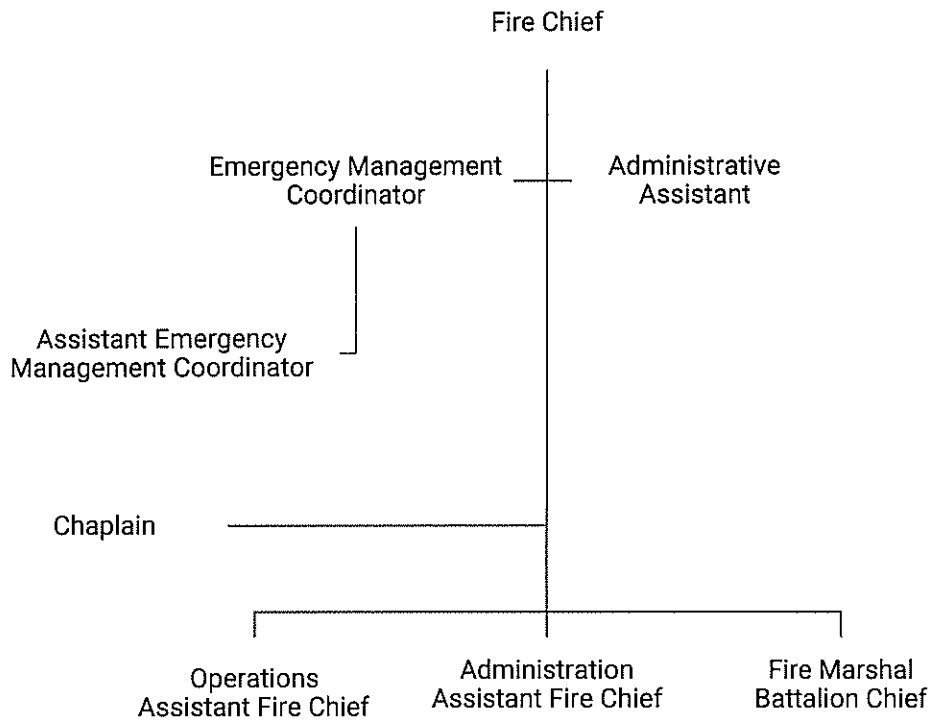 Fire Chief
Emergency Management
Coordinator
Administrative
Assistant
Assistant Emergency
Management Coordinator
Chaplain
Operations
Assistant Fire Chief
Administration
Assistant Fire Chief
Fire Marshal
Battalion Chief